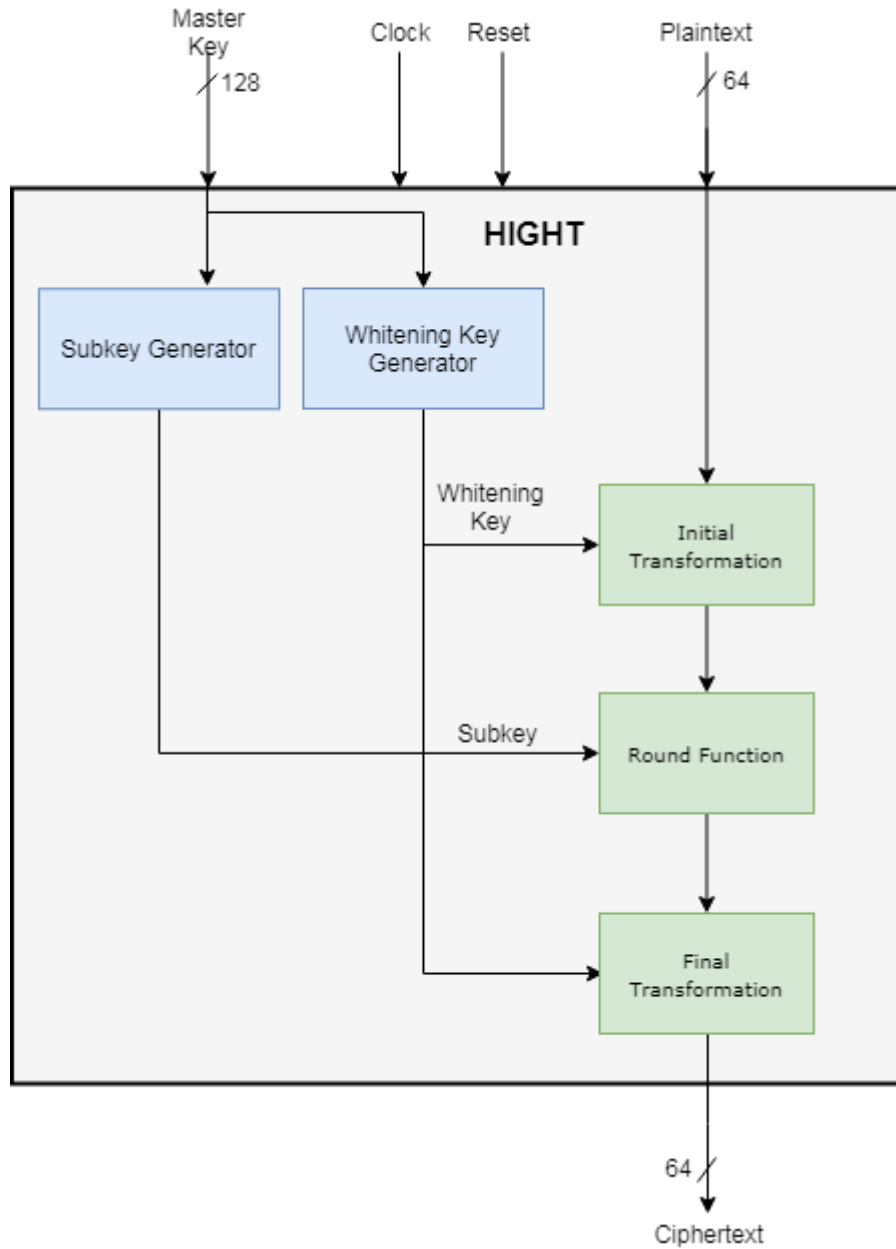 Master
Key
Clock
Reset
Plaintext
128
64
HIGHT
Subkey Generator
Whitening Key
Generator
Whitening
Key
Initial
Transformation
Subkey
Round Function
Final
Transformation
64
Ciphertext